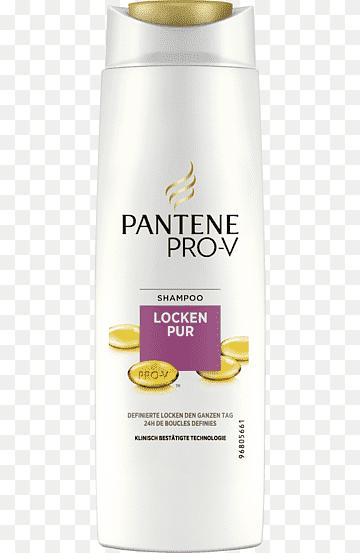 PANTENE
PRO-V
SHAMPOO
LOCKEN
PUR
PRO-V
TM
DEFINIERTE LOCKEN DEN GANZEN TAG
24H DE BOUCLES DEFINIES
KLINISCH BESTÄTIGTE TECHNOLOGIE
96805661